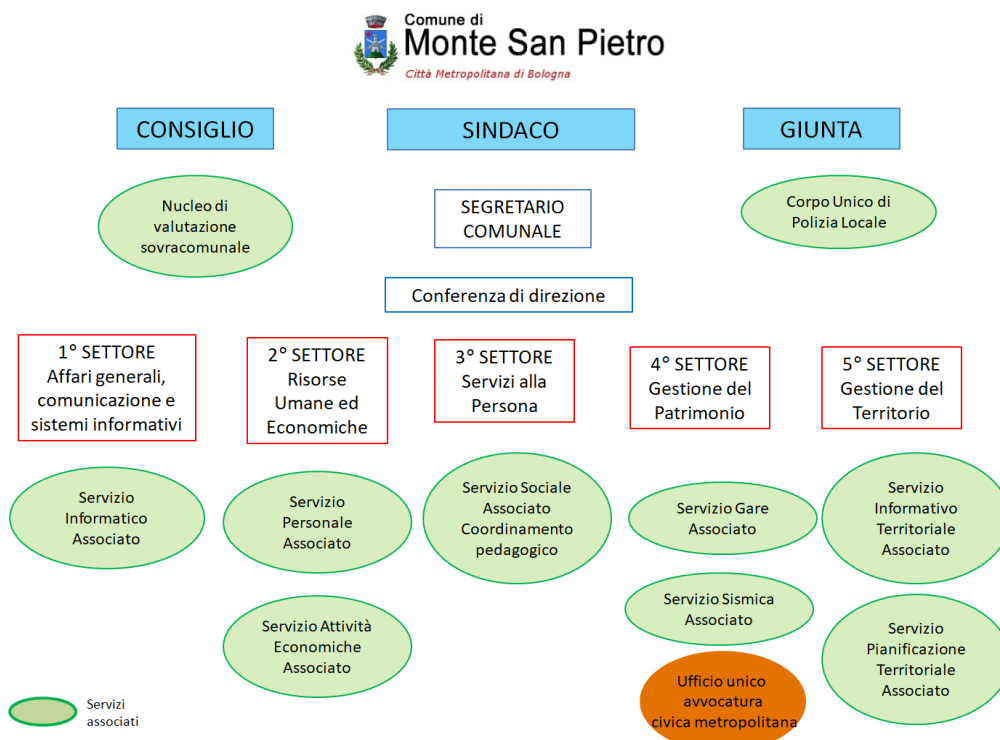 Comune di
Monte San Pietro
Città Metropolitana di Bologna
CONSIGLIO
SINDACO
GIUNTA
Nucleo di
valutazione
sovracomunale
SEGRETARIO
COMUNALE
Corpo Unico di
Polizia Locale
Conferenza di direzione
1° SETTORE
Affari generali,
comunicazione e
sistemi informativi
2° SETTORE
Risorse
Umane ed
Economiche
3° SETTORE
Servizi alla
Persona
4° SETTORE
Gestione del
Patrimonio
5° SETTORE
Gestione del
Territorio
Servizio
Informatico
Associato
Servizio
Personale
Associato
Servizio Sociale
Associato
Coordinamento
pedagogico
Servizio Gare
Associato
Servizio
Informativo
Territoriale
Associato
Servizio Attività
Economiche
Associato
Servizio Sismica
Associato
Servizio
Pianificazione
Territoriale
Associato
Ufficio unico
avvocatura
civica metropolitana
Servizi
associati